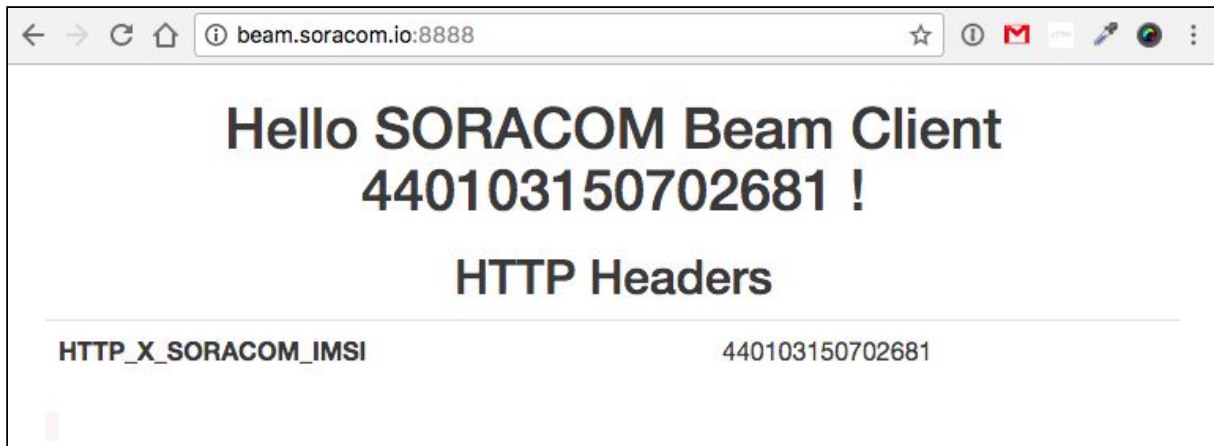 beam.soracom.io:8888
Hello SORACOM Beam Client
440103150702681 !
HTTP Headers
HTTP_X_SORACOM_IMSI 440103150702681